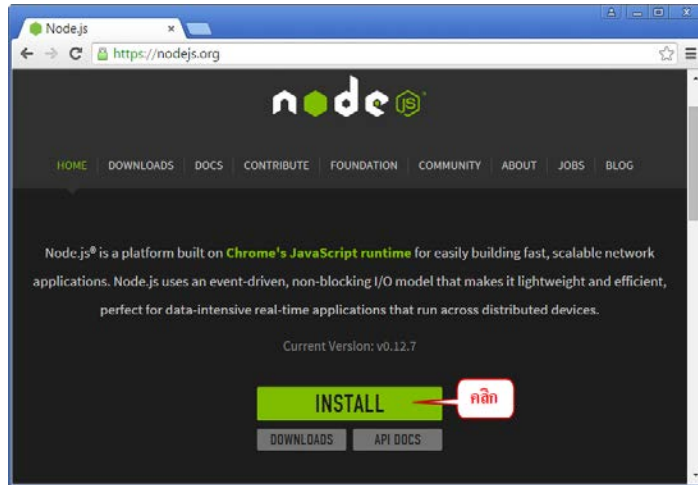 Node.js
https://nodejs.org
node JS
HOME DOWNLOADS DOCS CONTRIBUTE FOUNDATION COMMUNITY ABOUT JOBS BLOG
Node.js® is a platform built on Chrome's JavaScript runtime for easily building fast, scalable network
applications. Node.js uses an event-driven, non-blocking I/O model that makes it lightweight and efficient,
perfect for data-intensive real-time applications that run across distributed devices.
Current Version: v0.12.7
INSTALL
คลิก
DOWNLOADS API DOCS